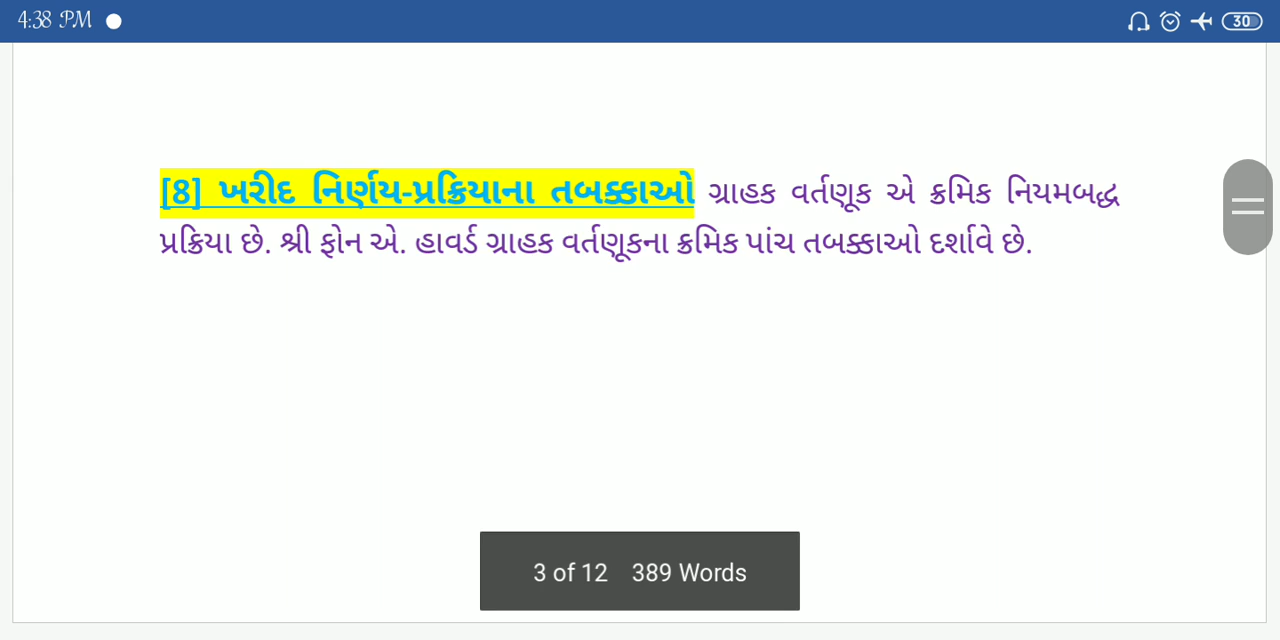 4:38 PM
30
[8] ખરીદ નિર્ણય-પ્રક્રિયાના તબક્કાઓ ગ્રાહક વર્તણૂક એ ક્રમિક નિયમબદ્ધ
પ્રક્રિયા છે. શ્રી ફોન એ. હાવર્ડ ગ્રાહક વર્તણૂકના ક્રમિક પાંચ તબક્કાઓ દર્શાવે છે.
3 of 12 389 Words